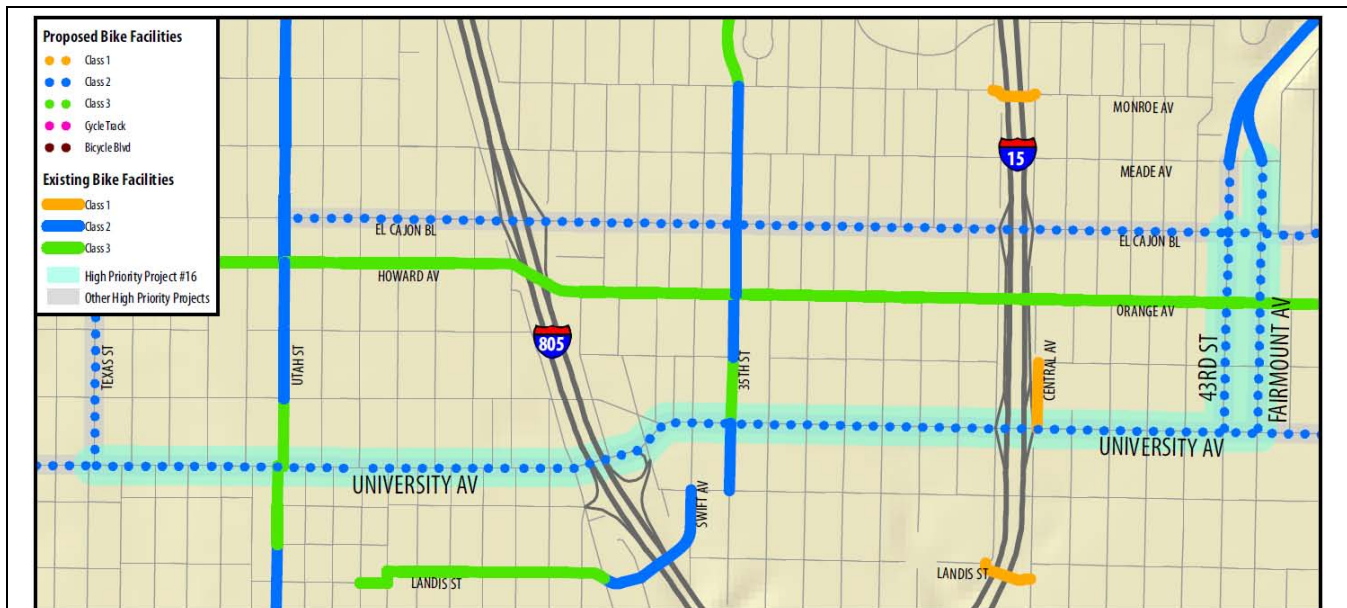 Proposed Bike Facilities
Class 1
Class 2
Class 3
Cycle Track
Bicycle Blvd
Existing Bike Facilities
Class 1
Class 2
Class 3
High Priority Project #16
Other High Priority Projects
MONROE AV
15
MEADE AV
EL CAJON BL
EL CAJON BL
HOWARD AV
ORANGE AV
805
TEXAS ST
UTAH ST
35TH ST
CENTRAL AV
43RD ST
FAIRMOUNT AV
UNIVERSITY AV
UNIVERSITY AV
SWIFT AV
LANDIS ST
LANDIS ST